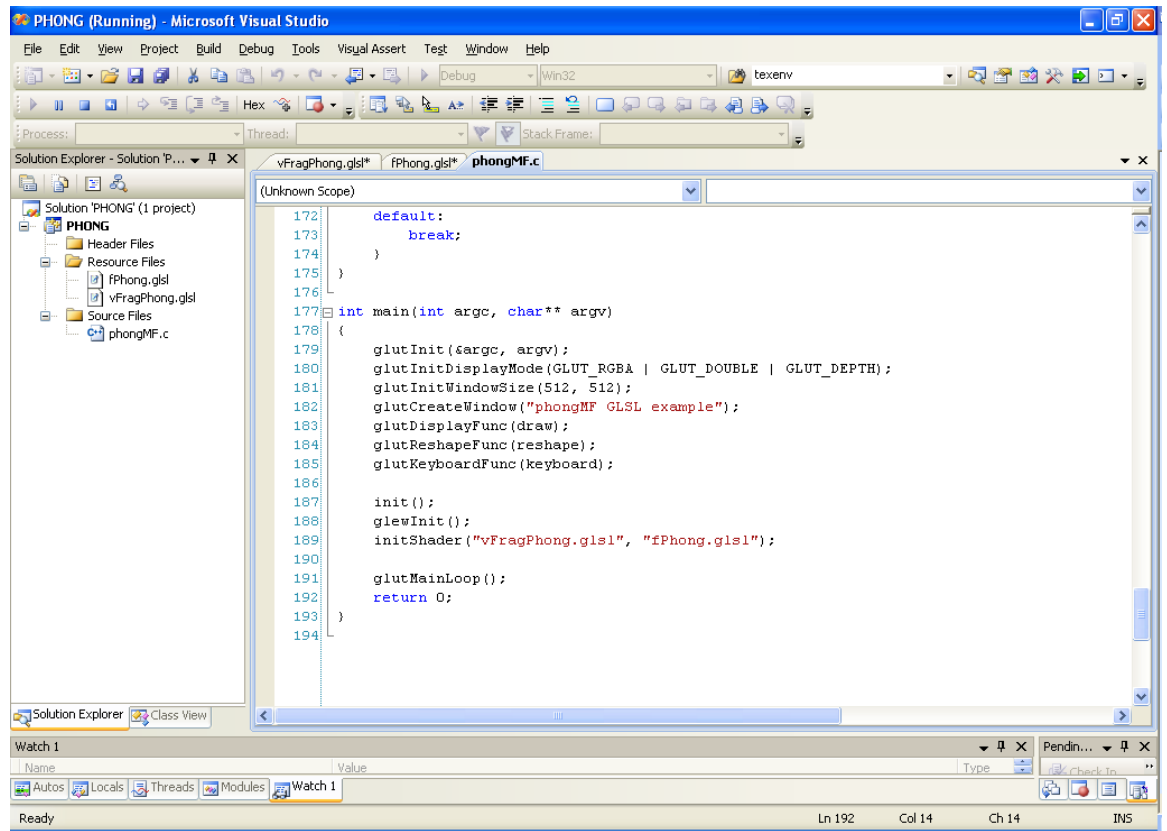 PHONG (Running) - Microsoft Visual Studio
File Edit View Project Build Debug Tools Visual Assert Test Window Help
Debug Win32 texenv
Hex
Process: Thread: Stack Frame:
Solution Explorer - Solution 'P...
vFragPhong.glsl* fPhong.glsl* phongMF.c
(Unknown Scope)
Solution 'PHONG' (1 project)
PHONG
Header Files
Resource Files
fPhong.glsl
vFragPhong.glsl
Source Files
phongMF.c
172 default:
173 break;
174 }
175 }
176
177 int main(int argc, char** argv)
178 {
179 glutInit(&argc, argv);
180 glutInitDisplayMode(GLUT_RGBA | GLUT_DOUBLE | GLUT_DEPTH);
181 glutInitWindowSize(512, 512);
182 glutCreateWindow("phongMF GLSL example");
183 glutDisplayFunc(draw);
184 glutReshapeFunc(reshape);
185 glutKeyboardFunc(keyboard);
186
187 init();
188 glewInit();
189 initShader("vFragPhong.glsl", "fPhong.glsl");
190
191 glutMainLoop();
192 return 0;
193 }
194
Solution Explorer Class View
Watch 1 Pendin...
Name Value Type Check In
Autos Locals Threads Modules Watch 1
Ready Ln 192 Col 14 Ch 14 INS